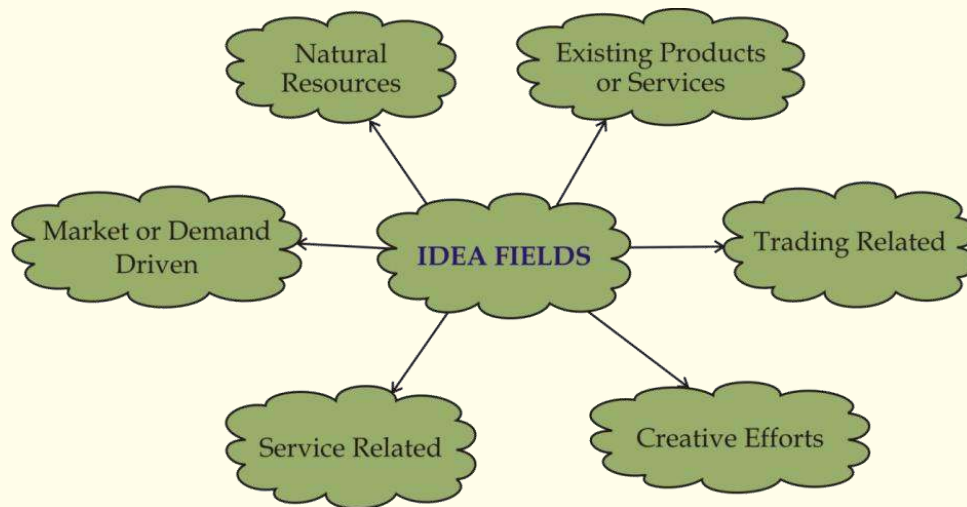 Natural
Resources
Existing Products
or Services
Market or Demand
Driven
IDEA FIELDS
Trading Related
Service Related
Creative Efforts